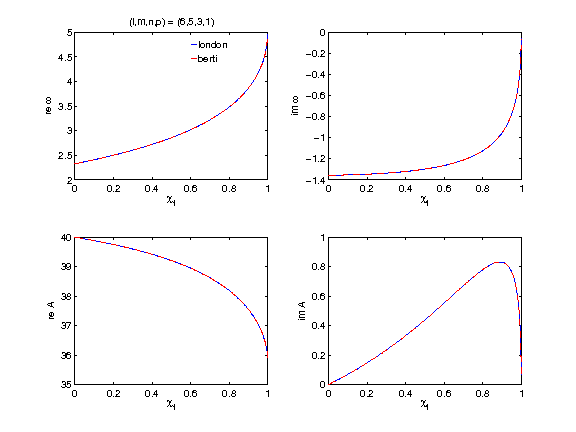 (l,m,n,p) = (6,5,3,1)
london
berti
re ω
5
4.5
4
3.5
3
2.5
2
0 0.2 0.4 0.6 0.8 1
χf
im ω
0
−0.2
−0.4
−0.6
−0.8
−1
−1.2
−1.4
0 0.2 0.4 0.6 0.8 1
χf
re A
40
39
38
37
36
35
0 0.2 0.4 0.6 0.8 1
χf
im A
1
0.8
0.6
0.4
0.2
0
0 0.2 0.4 0.6 0.8 1
χf